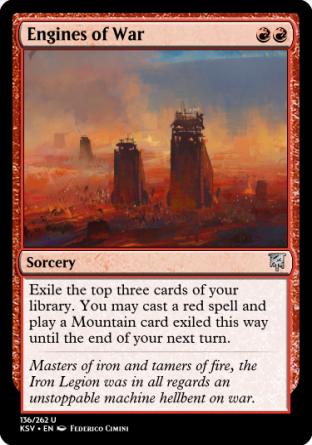 Engines of War
Sorcery
Exile the top three cards of your
library. You may cast a red spell and
play a Mountain card exiled this way
until the end of your next turn.
Masters of iron and tamers of fire, the
Iron Legion was in all regards an
unstoppable machine hellbent on war.
136/262 U
KSV • EN Federico Cimini